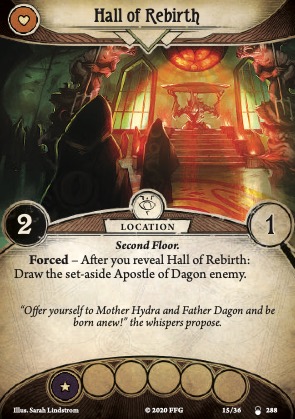 Hall of Rebirth
2
LOCATION
1
Second Floor.
Forced – After you reveal Hall of Rebirth:
Draw the set-aside Apostle of Dagon enemy.
“Offer yourself to Mother Hydra and Father Dagon and be
born anew!” the whispers propose.
Illus. Sarah Lindstrom © 2020 FFG 15/36 288